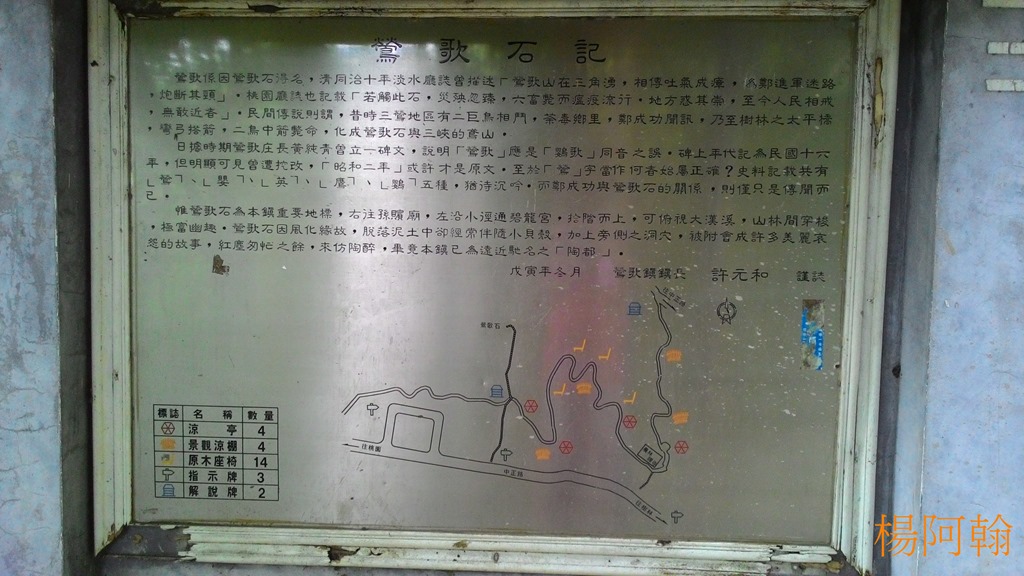 鶯歌石記
鶯歌係因鶯歌石得名，清同治十年淡水廳誌曾描述「鶯歌山在三角湧，相傳吐氣成瘴，偽鄭進軍迷路
，炮斷其頸」。桃園廳誌也記載「若觸此石，災殃忽臻，六畜斃而瘟疫流行，地方惑其祟，至今人民相戒
，無敢近者」。民間傳說則謂，昔時三鶯地區有二巨鳥相鬥，荼毒鄉里，鄭成功聞訊，乃至樹林之太平橋
，彎弓搭箭，二鳥中箭斃命，化成鶯歌石與三峽的鳶山。
日據時期鶯歌庄長黃純青曾立一碑文，說明「鶯歌」應是「鸚哥」同音之誤，碑上年代記為民國十六
年，但明顯可見曾遭挖改，「昭和二年」或許才是原文。至於「鶯」字當作何者始屬正確？史料記載共有
「鶯」、「嬰」、「英」、「鷹」、「鸚」五種，猶待沉吟。而鄭成功與鶯歌石的關係，則僅只是傳聞而
已。
惟鶯歌石為本鎮重要地標，右往孫臏廟，左沿小徑通碧龍宮，拾階而上，可俯視大漢溪，山林間穿梭
，極富幽趣。鶯歌石因風化緣故，脫落泥土中卻經常伴隨小貝殼，加上旁側之洞穴，被附會成許多美麗哀
怨的故事，紅塵匆忙之餘，來仿陶醉，畢竟本鎮已為遠近馳名之「陶都」。
戊寅年冬月 鶯歌鎮鎮長 許元和 謹誌
鶯歌石
標誌 名稱 數量
涼亭 4
景觀涼棚 4
原木座椅 14
指示牌 3
解說牌 2
往桃園
中正路
往樹林
楊阿翰